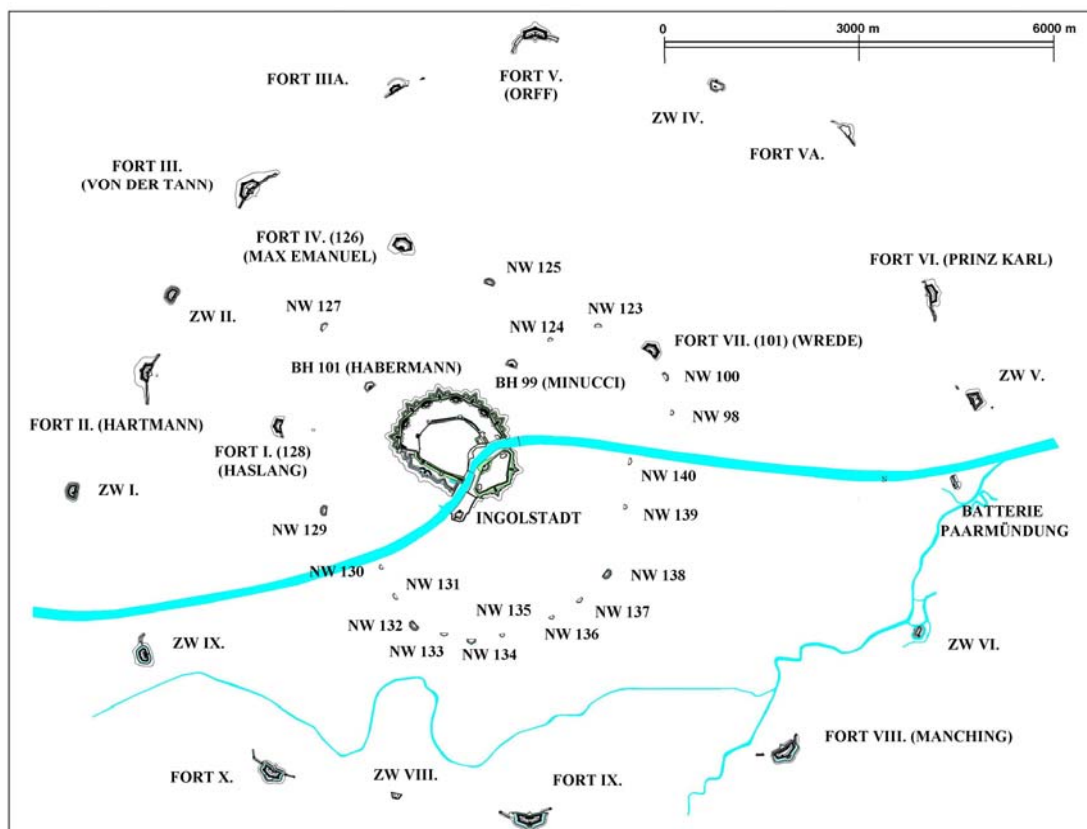 0
3000 m
6000 m
FORT V.
(ORFF)
FORT IIIA.
ZW IV.
FORT VA.
FORT III.
(VON DER TANN)
FORT IV. (126)
(MAX EMANUEL)
NW 125
FORT VI. (PRINZ KARL)
ZW II.
NW 127
NW 124
NW 123
FORT VII. (101) (WREDE)
BH 101 (HABERMANN)
BH 99 (MINUCCI)
NW 100
ZW V.
NW 98
FORT II. (HARTMANN)
FORT I. (128)
(HASLANG)
NW 140
ZW I.
NW 129
INGOLSTADT
NW 139
BATTERIE
PAARMÜNDUNG
NW 130
NW 131
NW 138
NW 135
NW 137
NW 132
NW 136
NW 133
NW 134
ZW IX.
ZW VI.
FORT VIII. (MANCHING)
FORT X.
ZW VIII.
FORT IX.